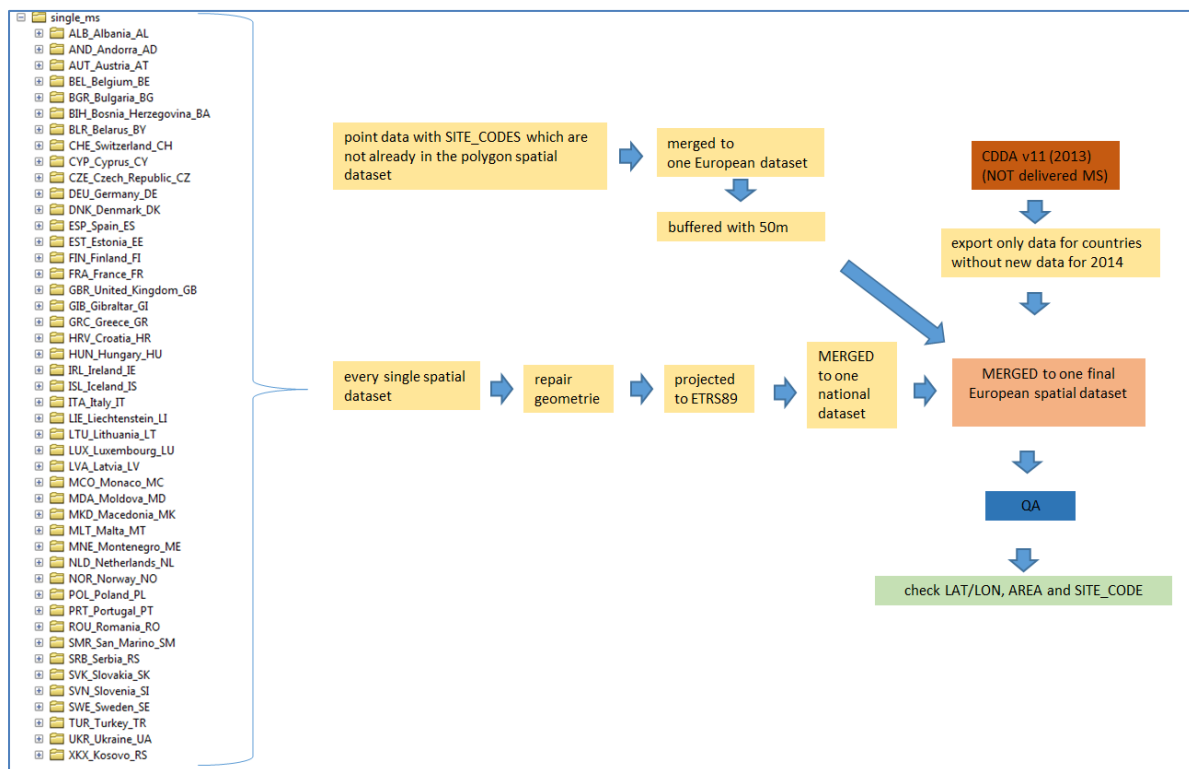 single_ms
ALB_Albania_AL
AND_Andorra_AD
AUT_Austria_AT
BEL_Belgium_BE
BGR_Bulgaria_BG
BIH_Bosnia_Herzegovina_BA
BLR_Belarus_BY
CHE_Switzerland_CH
CYP_Cyprus_CY
CZE_Czech_Republic_CZ
DEU_Germany_DE
DNK_Denmark_DK
ESP_Spain_ES
EST_Estonia_EE
FIN_Finland_FI
FRA_France_FR
GBR_United_Kingdom_GB
GIB_Gibraltar_GI
GRC_Greece_GR
HRV_Croatia_HR
HUN_Hungary_HU
IRL_Ireland_IE
ISL_Iceland_IS
ITA_Italy_IT
LIE_Liechtenstein_LI
LTU_Lithuania_LT
LUX_Luxembourg_LU
LVA_Latvia_LV
MCO_Monaco_MC
MDA_Moldova_MD
MKD_Macedonia_MK
MLT_Malta_MT
MNE_Montenegro_ME
NLD_Netherlands_NL
NOR_Norway_NO
POL_Poland_PL
PRT_Portugal_PT
ROU_Romania_RO
SMR_San_Marino_SM
SRB_Serbia_RS
SVK_Slovakia_SK
SVN_Slovenia_SI
SWE_Sweden_SE
TUR_Turkey_TR
UKR_Ukraine_UA
XKX_Kosovo_RS
point data with SITE_CODES which are
not already in the polygon spatial
dataset
merged to
one European dataset
buffered with 50m
CDDA v11 (2013)
(NOT delivered MS)
export only data for countries
without new data for 2014
every single spatial
dataset
repair
geometrie
projected
to ETRS89
MERGED
to one
national
dataset
MERGED to one final
European spatial dataset
QA
check LAT/LON, AREA and SITE_CODE